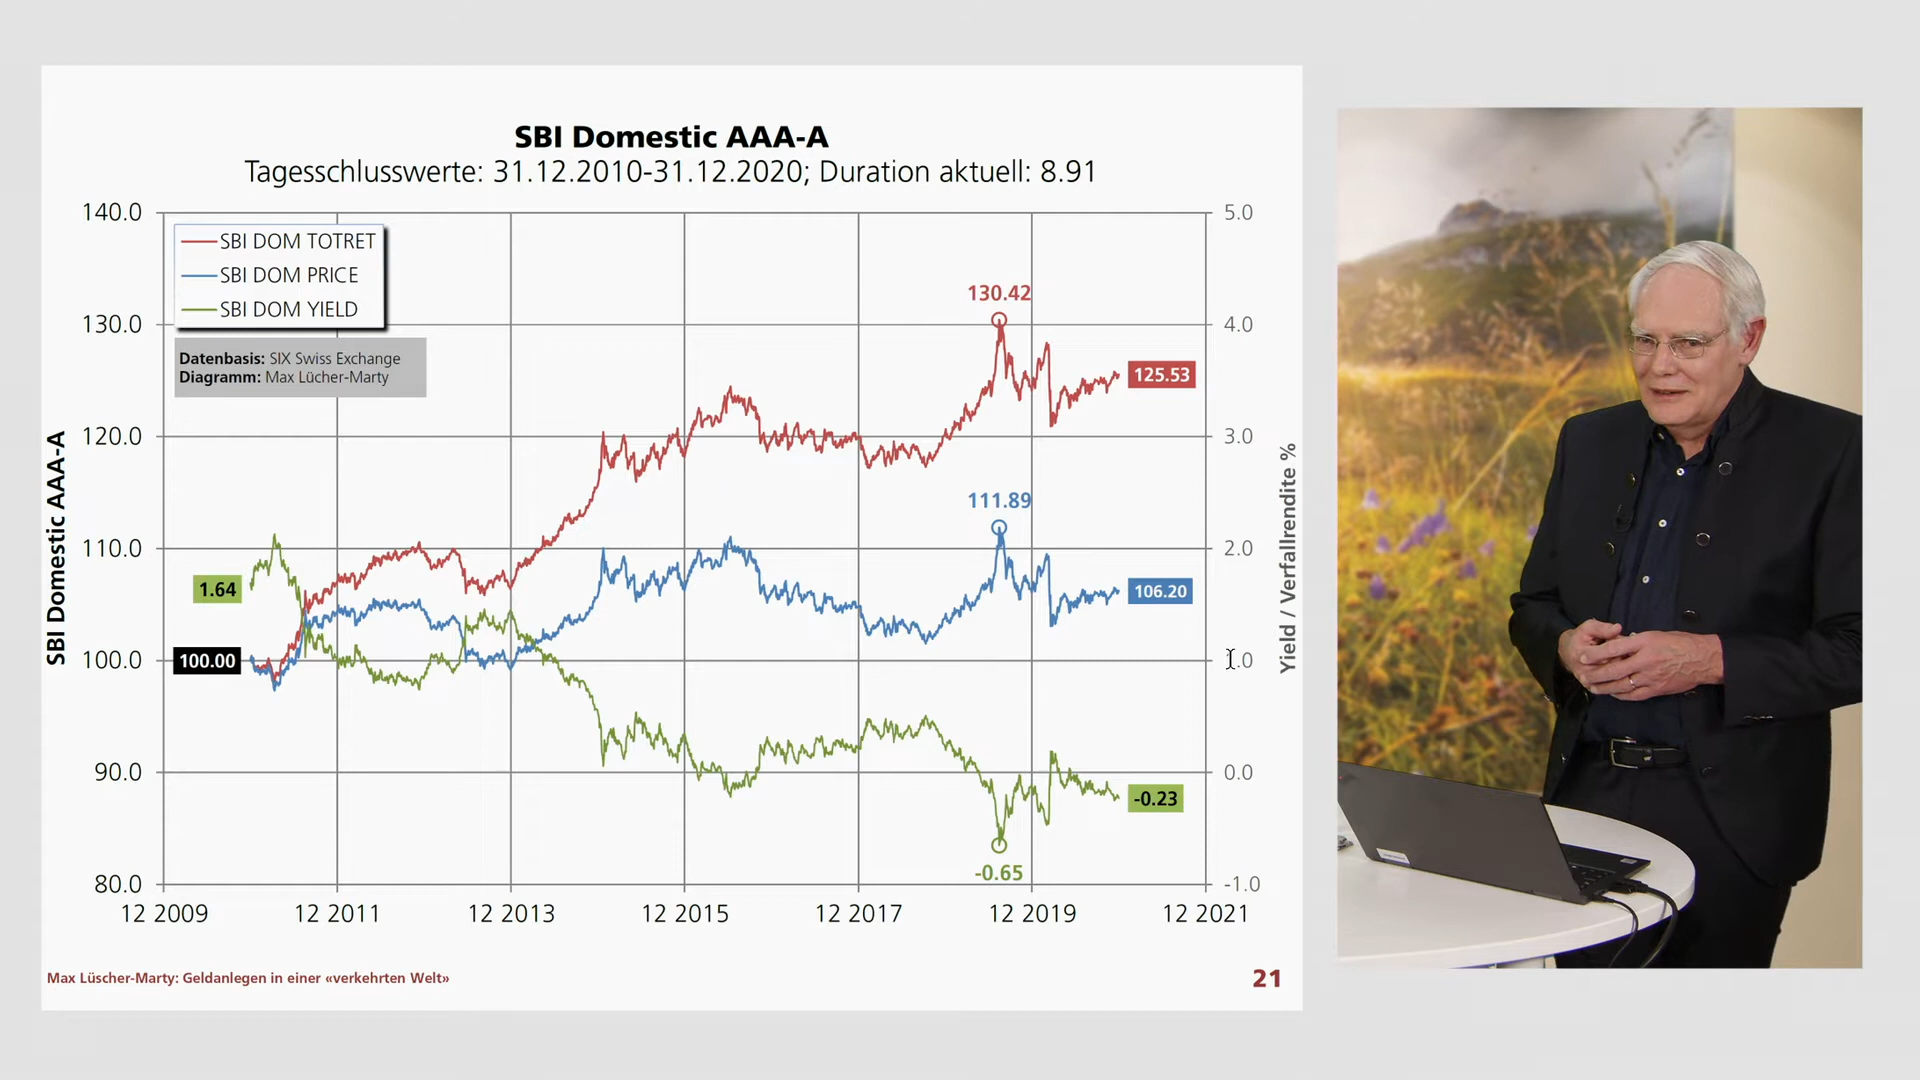 SBI Domestic AAA-A
Tagesschlusswerte: 31.12.2010-31.12.2020; Duration aktuell: 8.91
140.0
130.0
120.0
110.0
100.0
90.0
80.0
SBI Domestic AAA-A
SBI DOM TOTRET
SBI DOM PRICE
SBI DOM YIELD
Datenbasis: SIX Swiss Exchange
Diagramm: Max Lücher-Marty
1.64
100.00
130.42
125.53
111.89
106.20
-0.23
-0.65
5.0
4.0
3.0
2.0
1.0
0.0
-1.0
Yield / Verfallrendite %
12 2009 12 2011 12 2013 12 2015 12 2017 12 2019 12 2021
Max Lüscher-Marty: Geldanlegen in einer «verkehrten Welt»
21